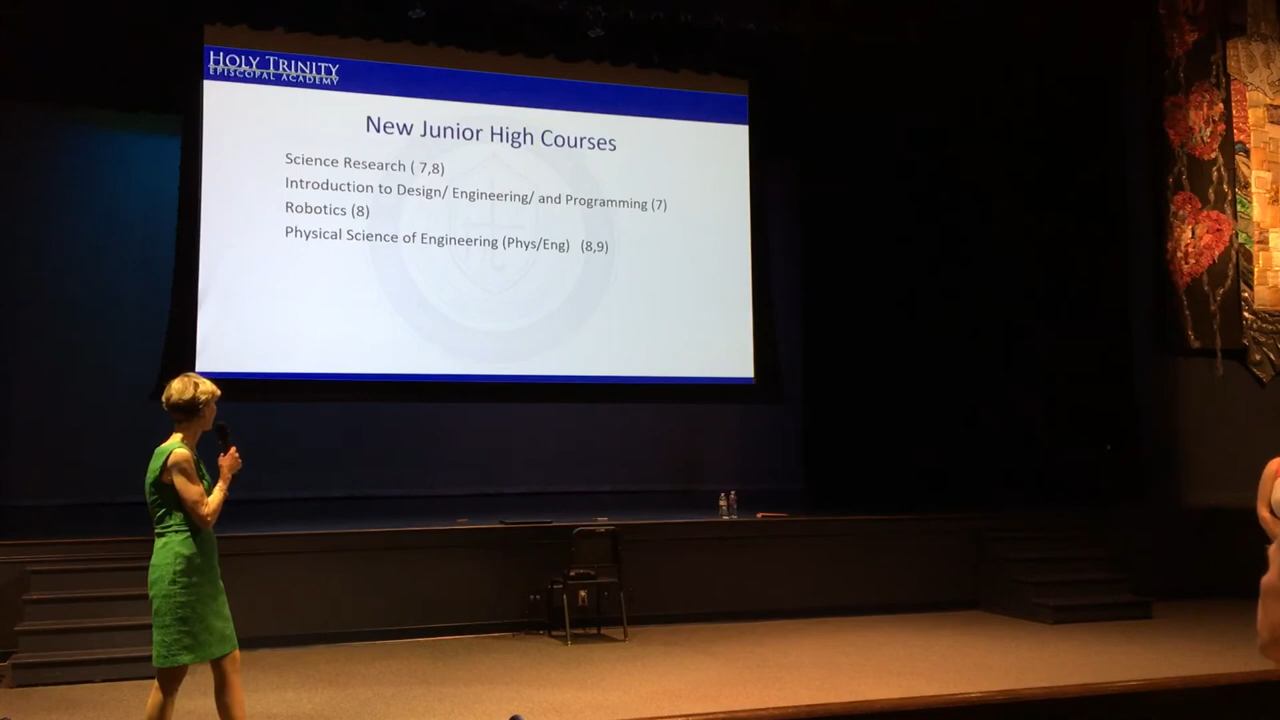 HOLY TRINITY
EPISCOPAL ACADEMY
New Junior High Courses
Science Research ( 7,8)
Introduction to Design/ Engineering/ and Programming (7)
Robotics (8)
Physical Science of Engineering (Phys/Eng) (8,9)